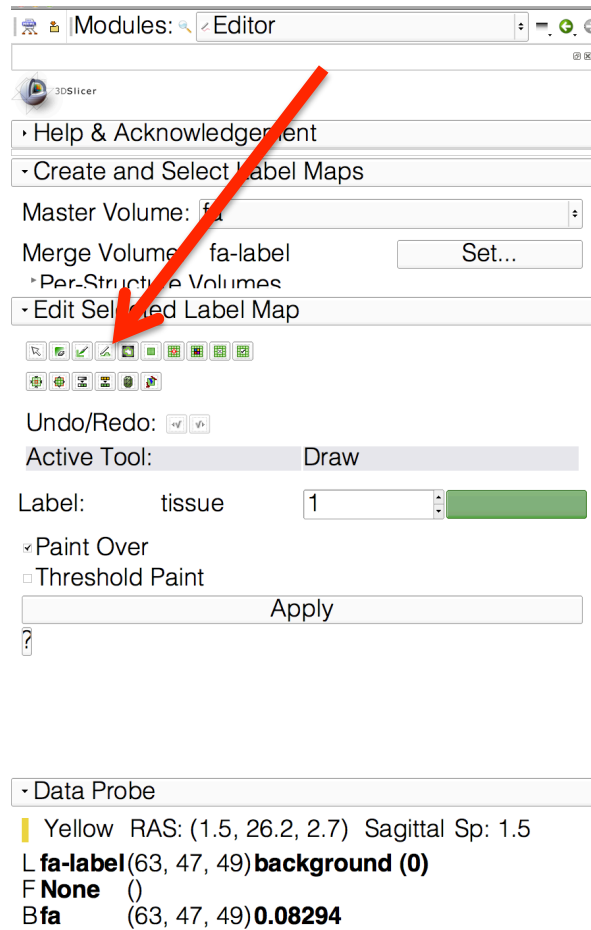 Modules: Editor
3DSlicer
Help & Acknowledgement
Create and Select Label Maps
Master Volume: fa
Merge Volume: fa-label Set...
Per-Structure Volumes
Edit Selected Label Map
Undo/Redo:
Active Tool: Draw
Label: tissue 1
Paint Over
Threshold Paint
Apply
?
Data Probe
Yellow RAS: (1.5, 26.2, 2.7) Sagittal Sp: 1.5
L fa-label (63, 47, 49) background (0)
F None ()
B fa (63, 47, 49) 0.08294